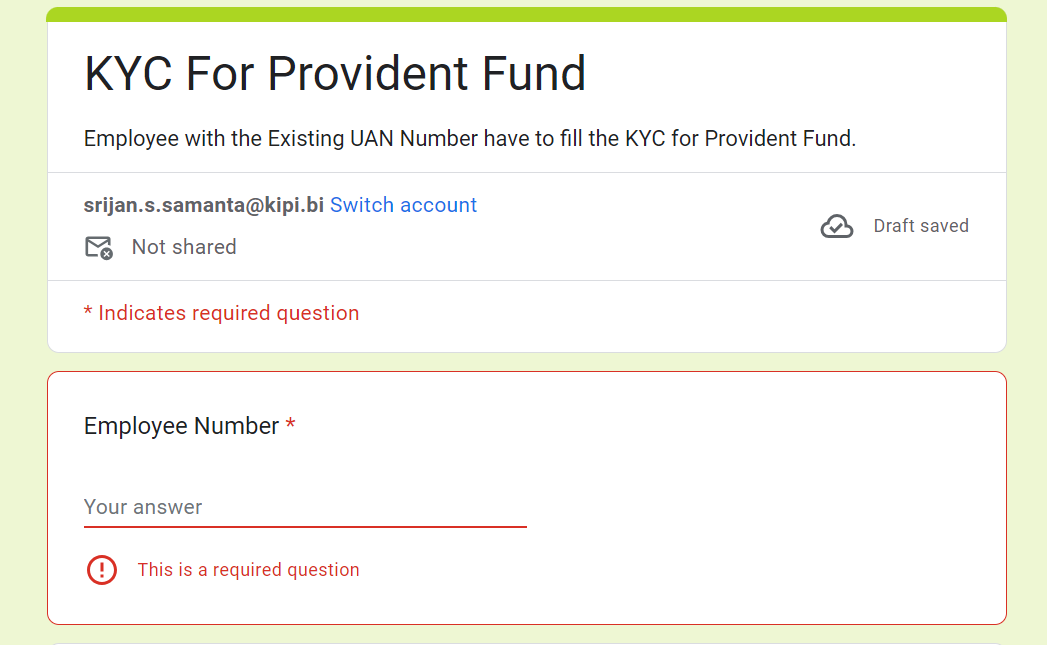 KYC For Provident Fund
Employee with the Existing UAN Number have to fill the KYC for Provident Fund.
srijan.s.samanta@kipi.bi Switch account
Not shared
Draft saved
* Indicates required question
Employee Number *
Your answer
This is a required question